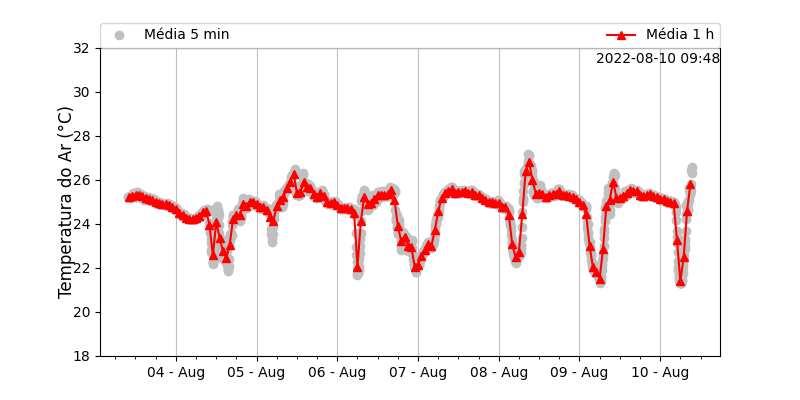 Média 5 min
Média 1 h
2022-08-10 09:48
Temperatura do Ar (°C)
32
30
28
26
24
22
20
18
04 - Aug
05 - Aug
06 - Aug
07 - Aug
08 - Aug
09 - Aug
10 - Aug